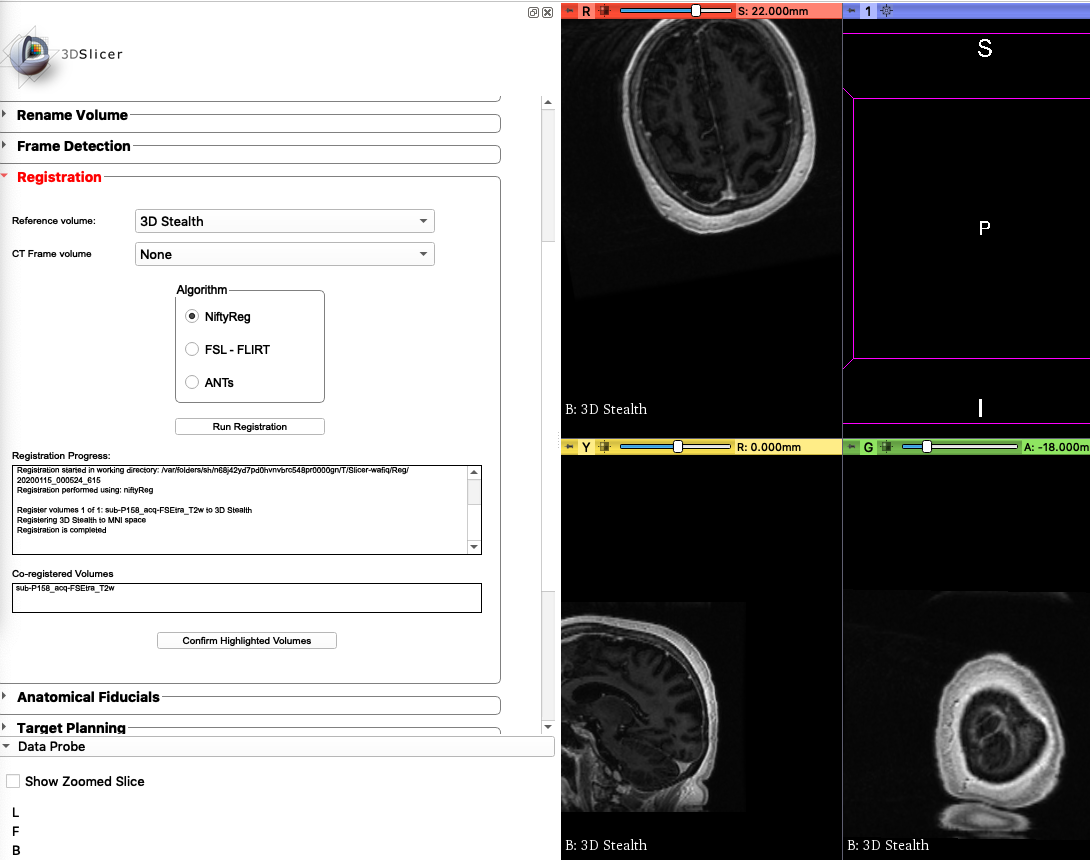 3DSlicer
Rename Volume
Frame Detection
Registration
Reference volume:
3D Stealth
CT Frame volume
None
Algorithm
NiftyReg
FSL - FLIRT
ANTs
Run Registration
Registration Progress:
Registration started in working directory: /var/folders/sh/n68j42yd7pd0hvnvbrc548pr0000gn/T/Slicer-wafiq/Reg/
20200115_000524_615
Registration performed using: niftyReg
Register volumes 1 of 1: sub-P158_acq-FSEtra_T2w to 3D Stealth
Registering 3D Stealth to MNI space
Registration is completed
Co-registered Volumes
sub-P158_acq-FSEtra_T2w
Confirm Highlighted Volumes
Anatomical Fiducials
Target Planning
Data Probe
Show Zoomed Slice
L
F
B
R
S: 22.000mm
B: 3D Stealth
1
S
P
I
Y
R: 0.000mm
B: 3D Stealth
G
A: -18.000m
B: 3D Stealth